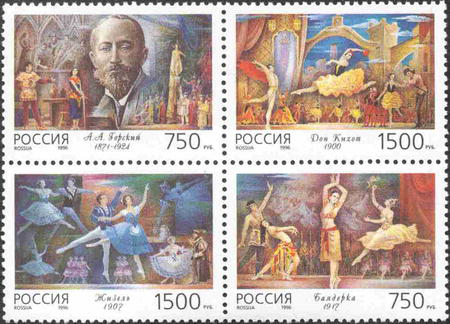 А.А. Горский
РОССИЯ 1871-1924 750 РУБ.
ROSSIJA 1996
Дон Кихот
РОССИЯ 1900 1500 РУБ.
ROSSIJA 1996
Жизель
РОССИЯ 1907 1500 РУБ.
ROSSIJA 1996
Баядерка
РОССИЯ 1917 750 РУБ.
ROSSIJA 1996